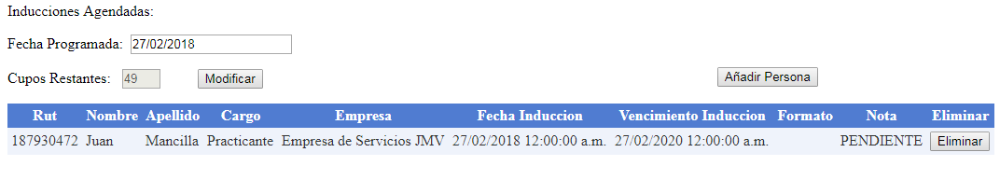 Inducciones Agendadas:
Fecha Programada: 27/02/2018
Cupos Restantes: 49 Modificar Añadir Persona
Rut Nombre Apellido Cargo Empresa Fecha Induccion Vencimiento Induccion Formato Nota Eliminar
187930472 Juan Mancilla Practicante Empresa de Servicios JMV 27/02/2018 12:00:00 a.m. 27/02/2020 12:00:00 a.m. PENDIENTE Eliminar